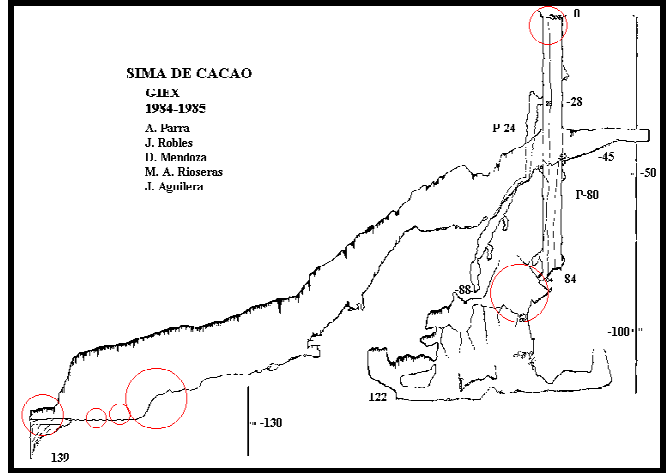 SIMA DE CACAO
GIEX
1984-1985
A. Parra
J. Robles
D. Mendoza
M. A. Rioseras
J. Aguilera
0
-28
P-24
-45
-50
P-80
84
-88
-100
122
-130
139